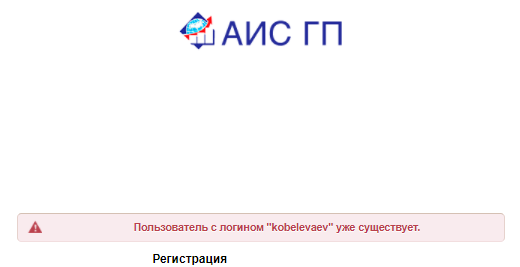 АИС ГП
Пользователь с логином "kobelevaev" уже существует.
Регистрация